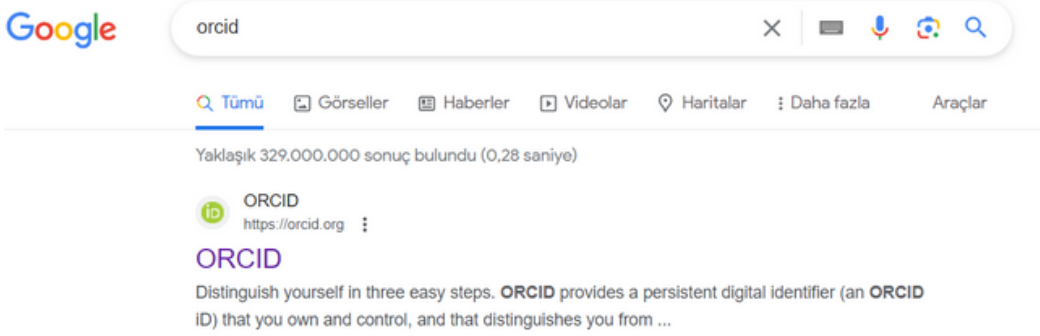 Google
orcid
Tümü Görseller Haberler Videolar Haritalar Daha fazla Araçlar
Yaklaşık 329.000.000 sonuç bulundu (0,28 saniye)
iD
ORCID
https://orcid.org
ORCID
Distinguish yourself in three easy steps. ORCID provides a persistent digital identifier (an ORCID
iD) that you own and control, and that distinguishes you from ...